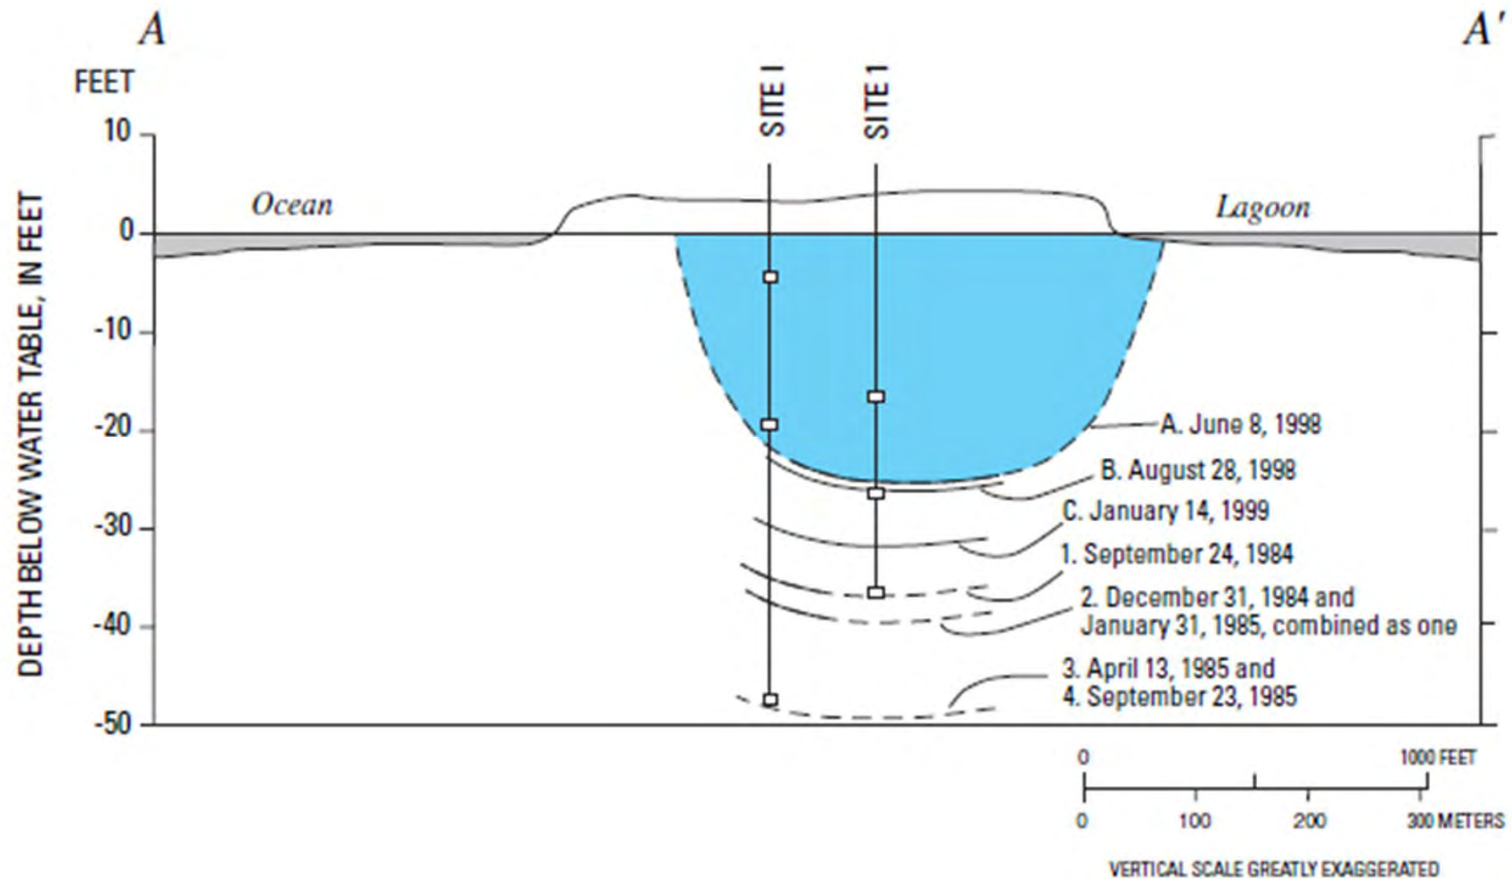 A
A'
FEET
SITE I
SITE 1
10
0
-10
-20
-30
-40
-50
DEPTH BELOW WATER TABLE, IN FEET
Ocean
Lagoon
A. June 8, 1998
B. August 28, 1998
C. January 14, 1999
1. September 24, 1984
2. December 31, 1984 and
January 31, 1985, combined as one
3. April 13, 1985 and
4. September 23, 1985
0 1000 FEET
0 100 200 300 METERS
VERTICAL SCALE GREATLY EXAGGERATED